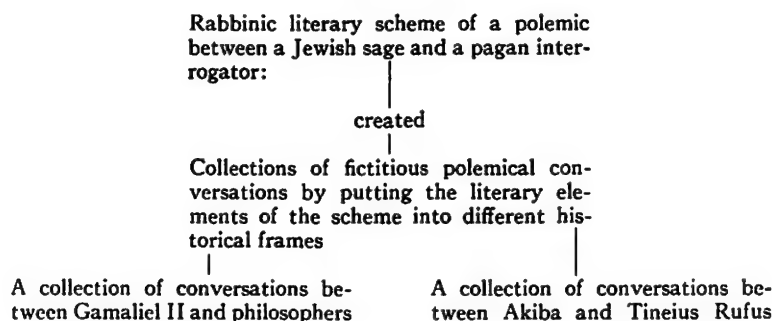 Rabbinic literary scheme of a polemic
between a Jewish sage and a pagan inter-
rogator:
created
Collections of fictitious polemical con-
versations by putting the literary ele-
ments of the scheme into different his-
torical frames
A collection of conversations be-
tween Gamaliel II and philosophers
A collection of conversations be-
tween Akiba and Tineius Rufus